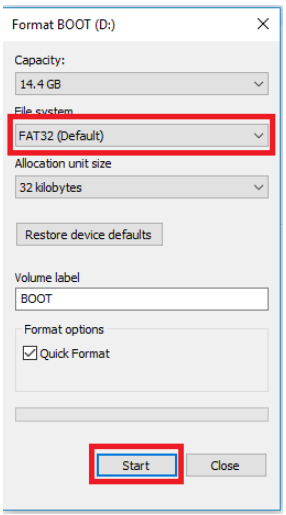 Format BOOT (D:)
Capacity:
14.4 GB
File system
FAT32 (Default)
Allocation unit size
32 kilobytes
Restore device defaults
Volume label
BOOT
Format options
Quick Format
Start Close